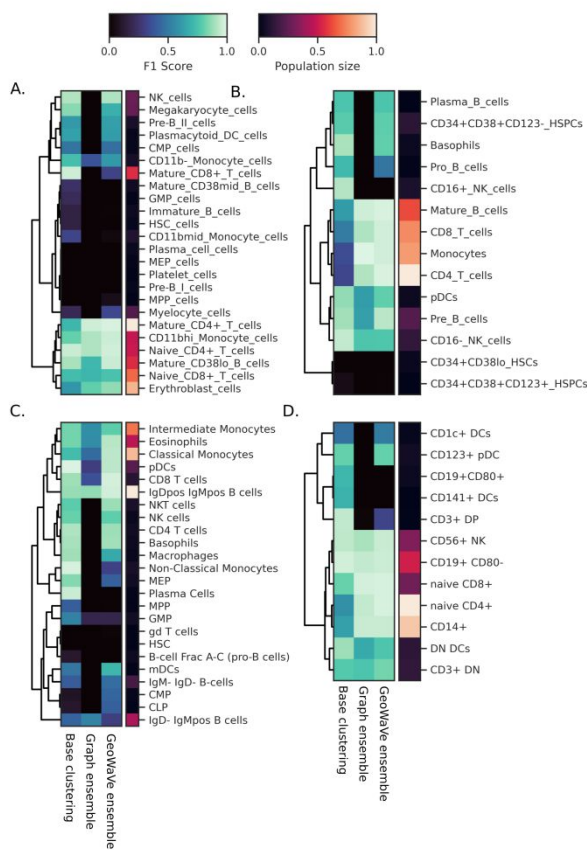 0.0 0.5 1.0
F1 Score
0.0 0.5 1.0
Population size
A.
NK_cells
Megakaryocyte_cells
Pre-B_II_cells
Plasmacytoid_DC_cells
CMP_cells
CD11b-_Monocyte_cells
Mature_CD8+_T_cells
Mature_CD38mid_B_cells
GMP_cells
Immature_B_cells
HSC_cells
CD11bmid_Monocyte_cells
Plasma_cell_cells
MEP_cells
Platelet_cells
Pre-B_I_cells
MPP_cells
Myelocyte_cells
Mature_CD4+_T_cells
CD11bhi_Monocyte_cells
Naive_CD4+_T_cells
Mature_CD38lo_B_cells
Naive_CD8+_T_cells
Erythroblast_cells
B.
Plasma_B_cells
CD34+CD38+CD123-_HSPCs
Basophils
Pro_B_cells
CD16+_NK_cells
Mature_B_cells
CD8_T_cells
Monocytes
CD4_T_cells
pDCs
Pre_B_cells
CD16-_NK_cells
CD34+CD38lo_HSCs
CD34+CD38+CD123+_HSPCs
C.
Intermediate Monocytes
Eosinophils
Classical Monocytes
pDCs
CD8 T cells
IgDpos IgMpos B cells
NKT cells
NK cells
CD4 T cells
Basophils
Macrophages
Non-Classical Monocytes
MEP
Plasma Cells
MPP
GMP
gd T cells
HSC
B-cell Frac A-C (pro-B cells)
mDCs
IgM- IgD- B-cells
CMP
CLP
IgD- IgMpos B cells
Base clustering
Graph ensemble
GeoWaVe ensemble
D.
CD1c+ DCs
CD123+ pDC
CD19+CD80+
CD141+ DCs
CD3+ DP
CD56+ NK
CD19+ CD80-
naive CD8+
naive CD4+
CD14+
DN DCs
CD3+ DN
Base clustering
Graph ensemble
GeoWaVe ensemble